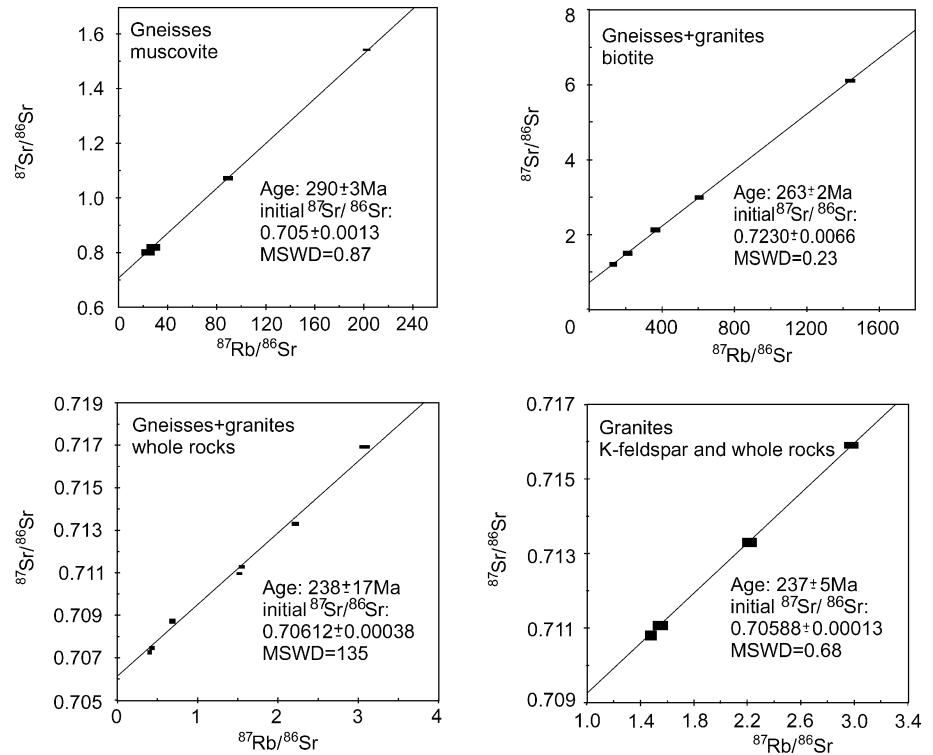 Gneisses
muscovite
1.6
1.4
1.2
1.0
0.8
0.6
⁸⁷Sr/⁸⁶Sr
Age: 290±3Ma
initial ⁸⁷Sr/ ⁸⁶Sr:
0.705±0.0013
MSWD=0.87
0 40 80 120 160 200 240
⁸⁷Rb/⁸⁶Sr
Gneisses+granites
biotite
8
6
4
2
0
⁸⁷Sr/⁸⁶Sr
Age: 263±2Ma
initial⁸⁷Sr/ ⁸⁶Sr:
0.7230±0.0066
MSWD=0.23
400 800 1200 1600
⁸⁷Rb/⁸⁶Sr
Gneisses+granites
whole rocks
0.719
0.717
0.715
0.713
0.711
0.709
0.707
0.705
⁸⁷Sr/⁸⁶Sr
Age: 238±17Ma
initial ⁸⁷Sr/⁸⁶Sr:
0.70612±0.00038
MSWD=135
0 1 2 3 4
⁸⁷Rb/⁸⁶Sr
Granites
K-feldspar and whole rocks
0.717
0.715
0.713
0.711
0.709
⁸⁷Sr/⁸⁶Sr
Age: 237±5Ma
initial ⁸⁷Sr/ ⁸⁶Sr:
0.70588±0.00013
MSWD=0.68
1.0 1.4 1.8 2.2 2.6 3.0 3.4
⁸⁷Rb/⁸⁶Sr